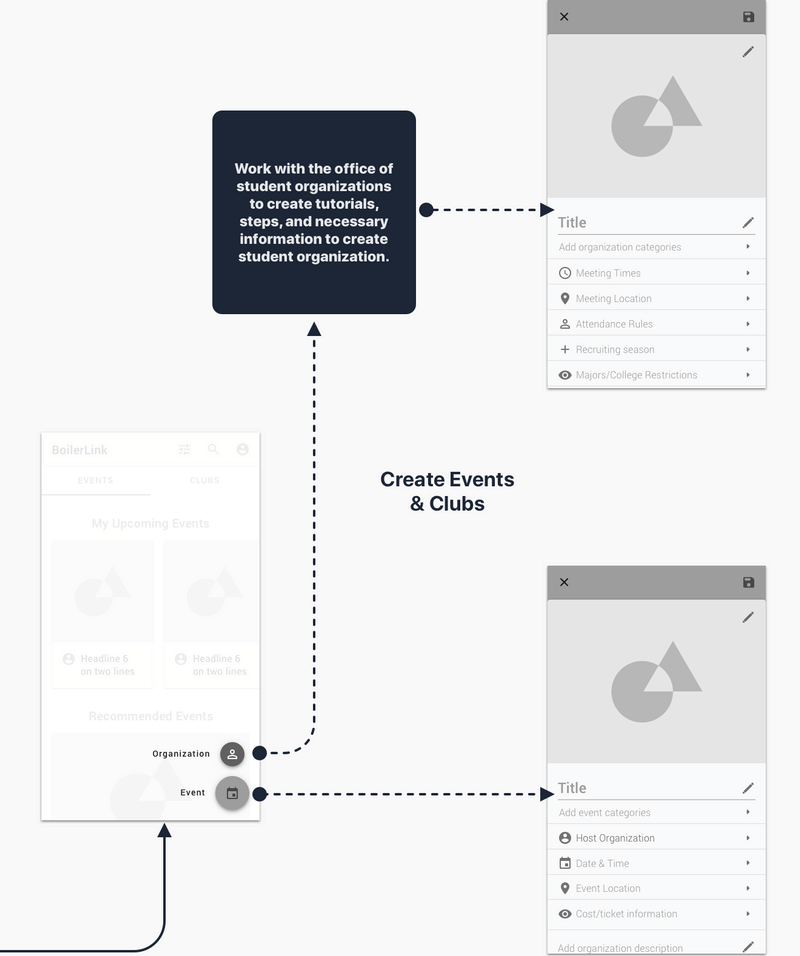 Work with the office of
student organizations
to create tutorials,
steps, and necessary
information to create
student organization.
Title
Add organization categories
Meeting Times
Meeting Location
Attendance Rules
Recruiting season
Majors/College Restrictions
BoilerLink
EVENTS CLUBS
My Upcoming Events
Headline 6
on two lines
Headline 6
on two lines
Recommended Events
Organization
Event
Create Events
& Clubs
Title
Add event categories
Host Organization
Date & Time
Event Location
Cost/ticket information
Add organization description